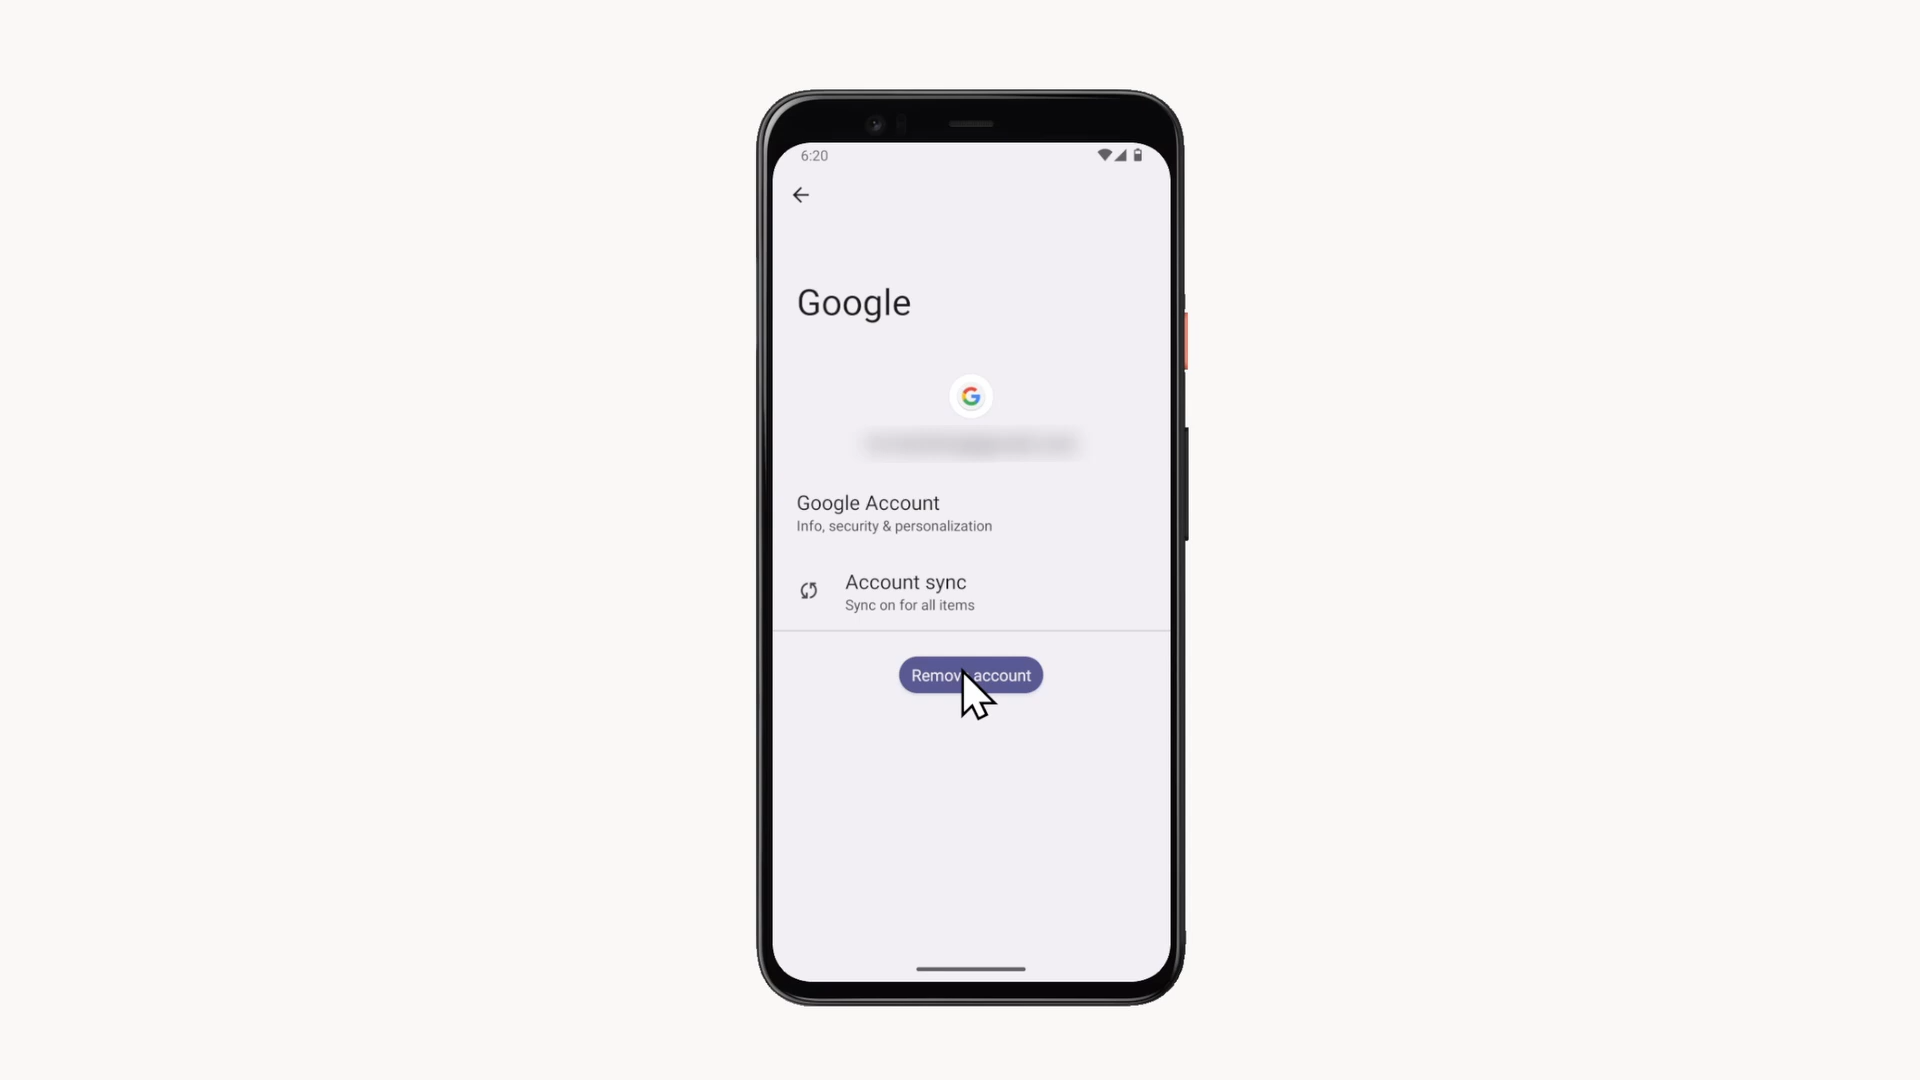 6:20
Google
Google Account
Info, security & personalization
Account sync
Sync on for all items
Remove account